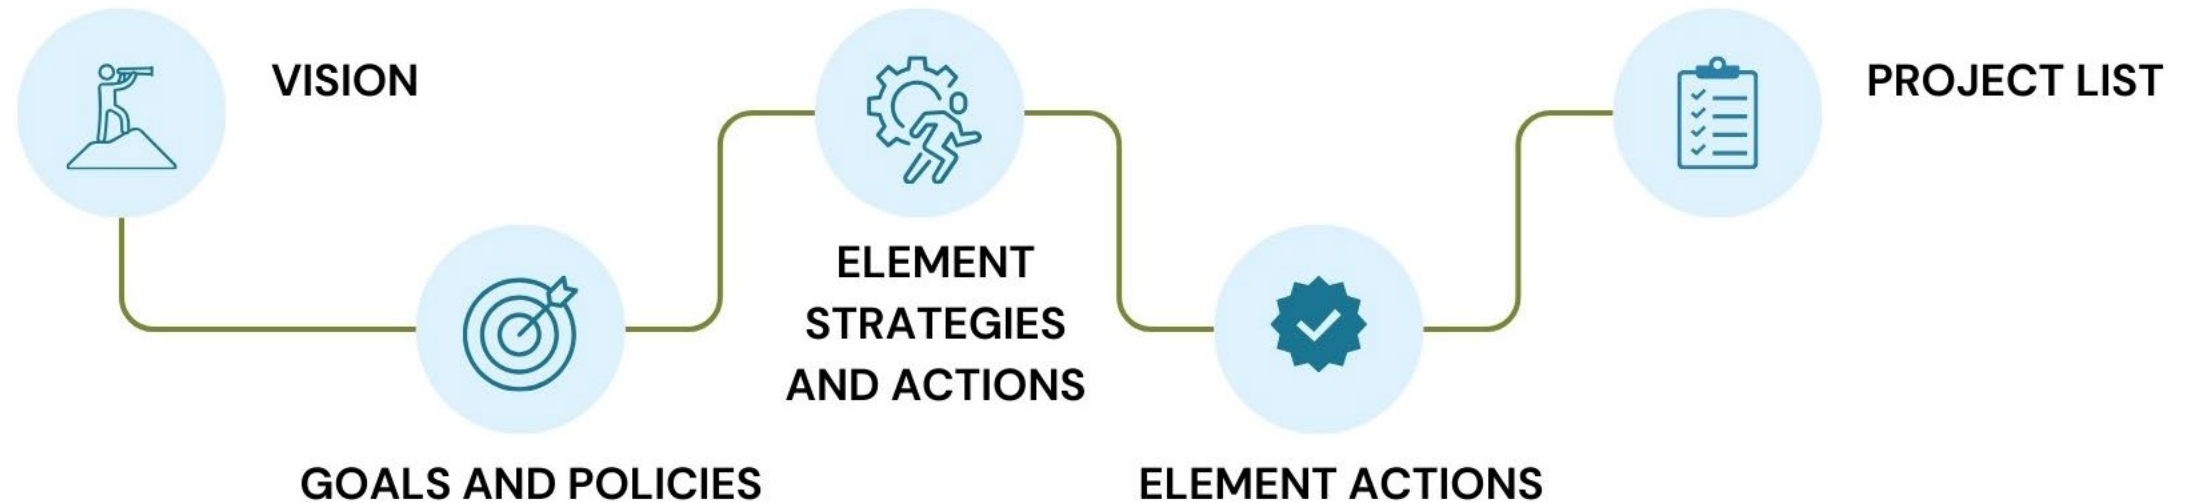 VISION
GOALS AND POLICIES
ELEMENT
STRATEGIES
AND ACTIONS
ELEMENT ACTIONS
PROJECT LIST